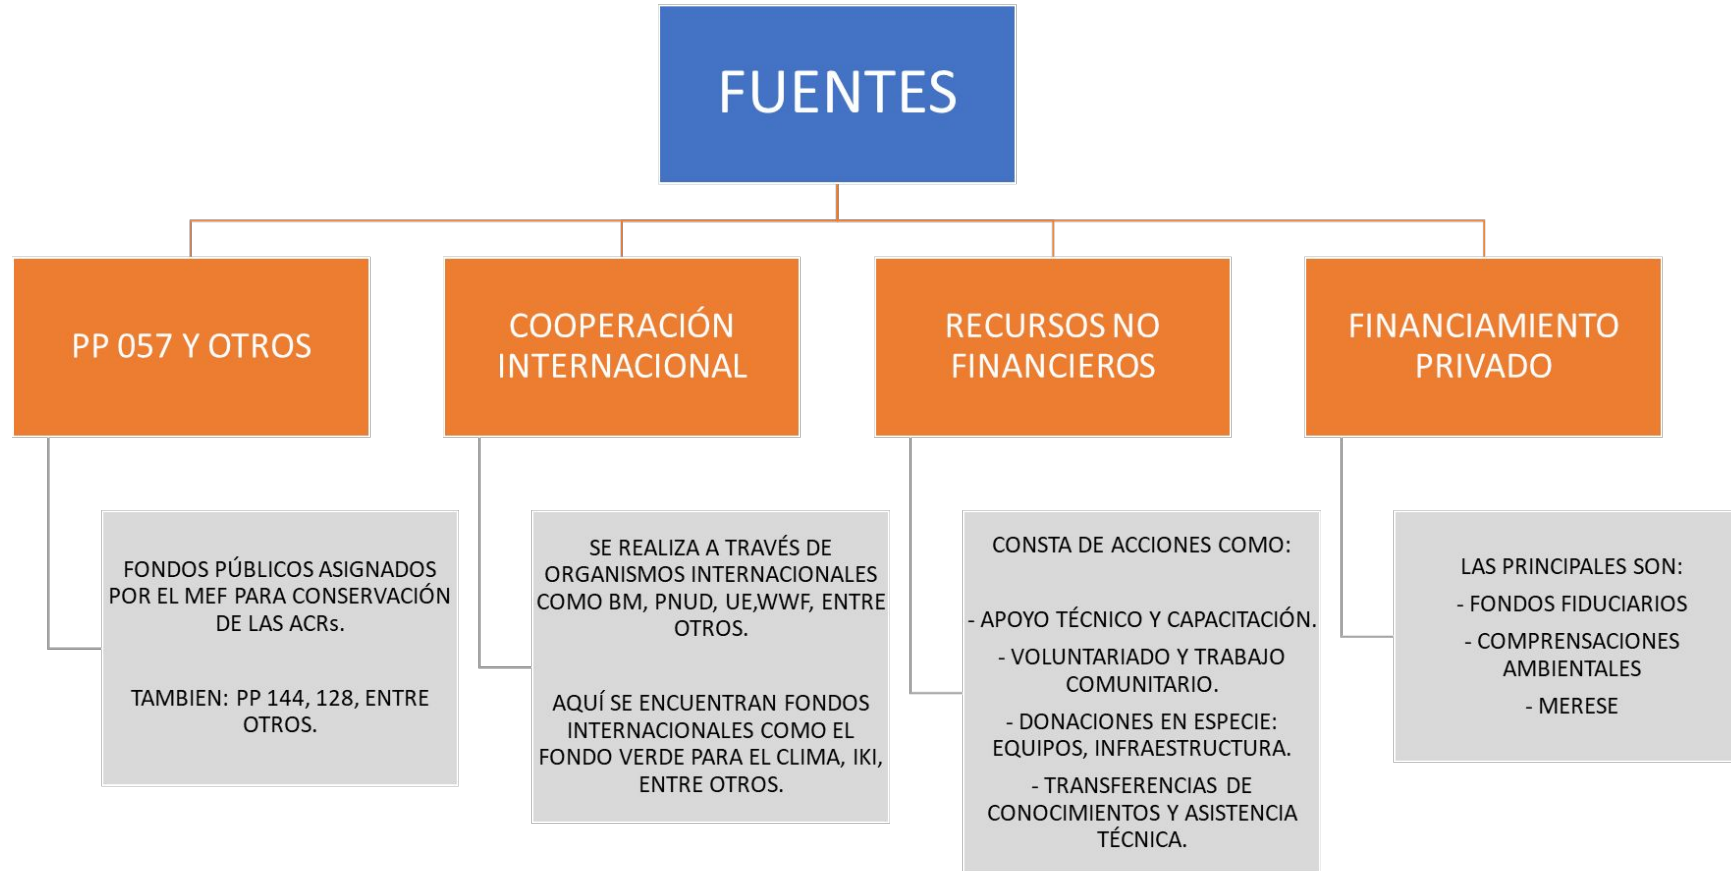 FUENTES
PP 057 Y OTROS
COOPERACIÓN
INTERNACIONAL
RECURSOS NO
FINANCIEROS
FINANCIAMIENTO
PRIVADO
FONDOS PÚBLICOS ASIGNADOS
POR EL MEF PARA CONSERVACIÓN
DE LAS ACRs.
TAMBIEN: PP 144, 128, ENTRE
OTROS.
SE REALIZA A TRAVÉS DE
ORGANISMOS INTERNACIONALES
COMO BM, PNUD, UE,WWF, ENTRE
OTROS.
AQUÍ SE ENCUENTRAN FONDOS
INTERNACIONALES COMO EL
FONDO VERDE PARA EL CLIMA, IKI,
ENTRE OTROS.
CONSTA DE ACCIONES COMO:
- APOYO TÉCNICO Y CAPACITACIÓN.
- VOLUNTARIADO Y TRABAJO
COMUNITARIO.
- DONACIONES EN ESPECIE:
EQUIPOS, INFRAESTRUCTURA.
- TRANSFERENCIAS DE
CONOCIMIENTOS Y ASISTENCIA
TÉCNICA.
LAS PRINCIPALES SON:
- FONDOS FIDUCIARIOS
- COMPRENSACIONES
AMBIENTALES
- MERESE